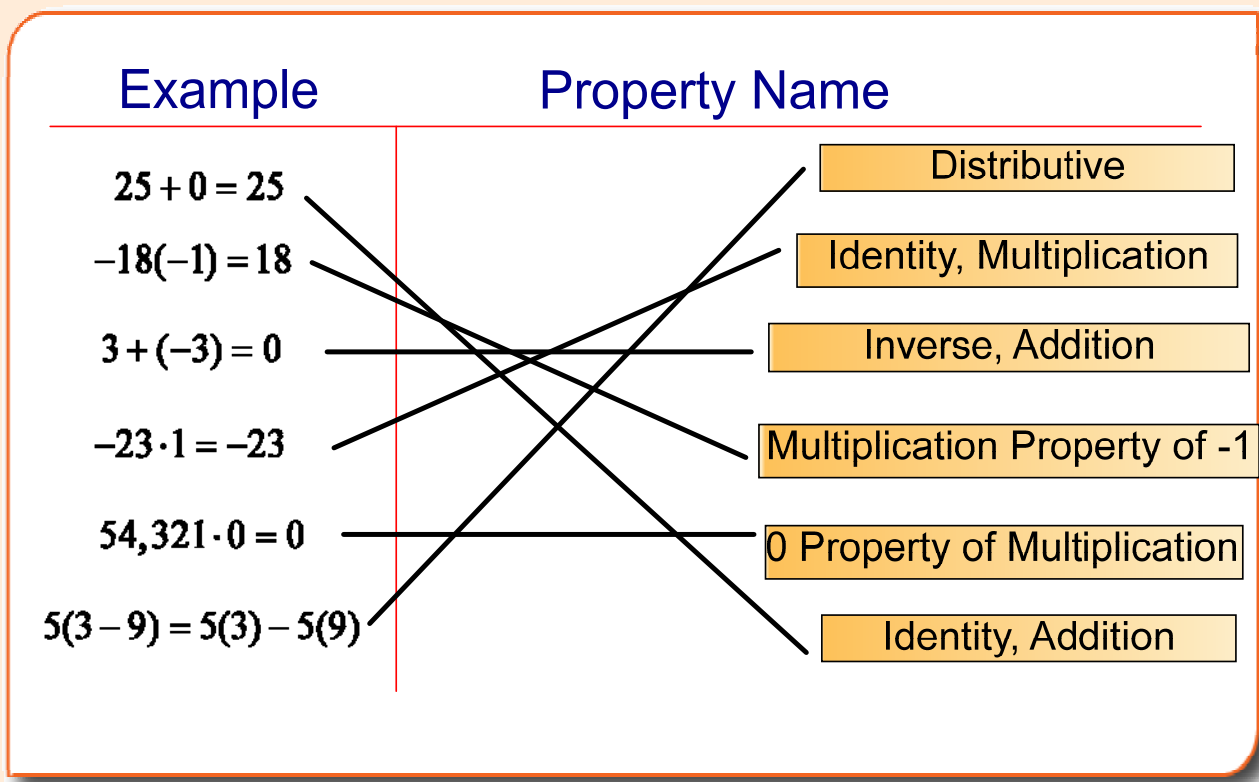 Example Property Name
25 + 0 = 25
Distributive
−18(−1) = 18
Identity, Multiplication
3 + (−3) = 0
Inverse, Addition
−23 · 1 = −23
Multiplication Property of -1
54,321 · 0 = 0
0 Property of Multiplication
5(3 − 9) = 5(3) − 5(9)
Identity, Addition